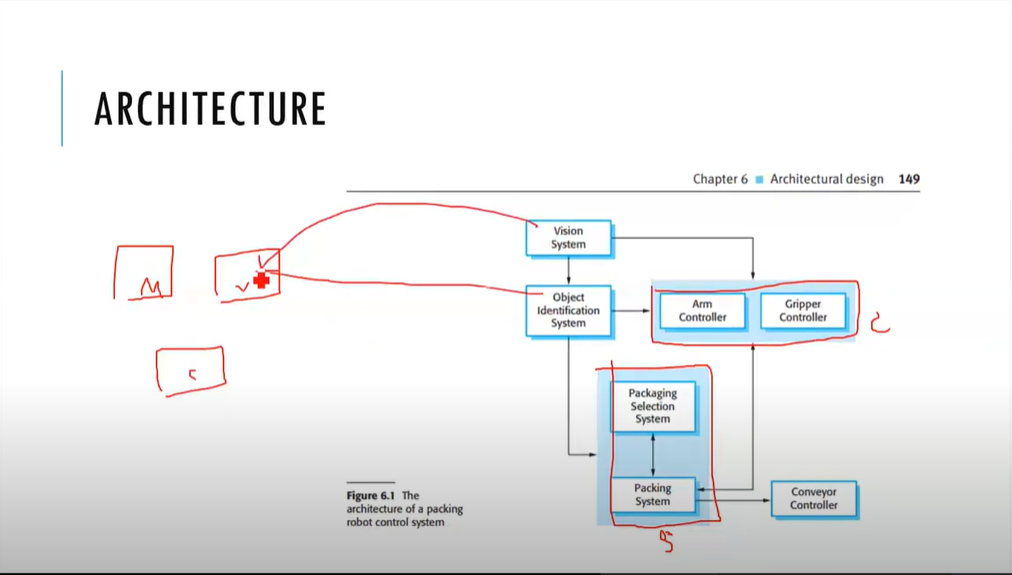 ARCHITECTURE
Chapter 6 ■ Architectural design 149
Vision
System
Object
Identification
System
Arm
Controller
Gripper
Controller
M
V
C
Packaging
Selection
System
Packing
System
Conveyor
Controller
Figure 6.1 The
architecture of a packing
robot control system